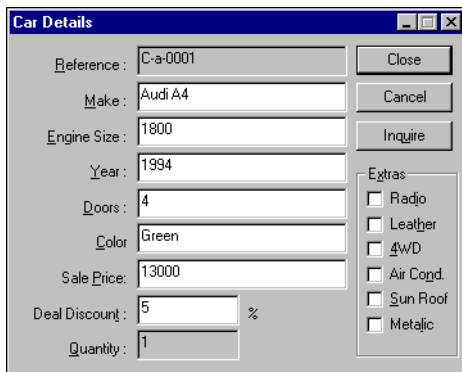 Car Details
Reference : C-a-0001
Make : Audi A4
Engine Size : 1800
Year : 1994
Doors : 4
Color Green
Sale Price: 13000
Deal Discount : 5 %
Quantity : 1
Close
Cancel
Inquire
Extras
Radio
Leather
4WD
Air Cond.
Sun Roof
Metalic